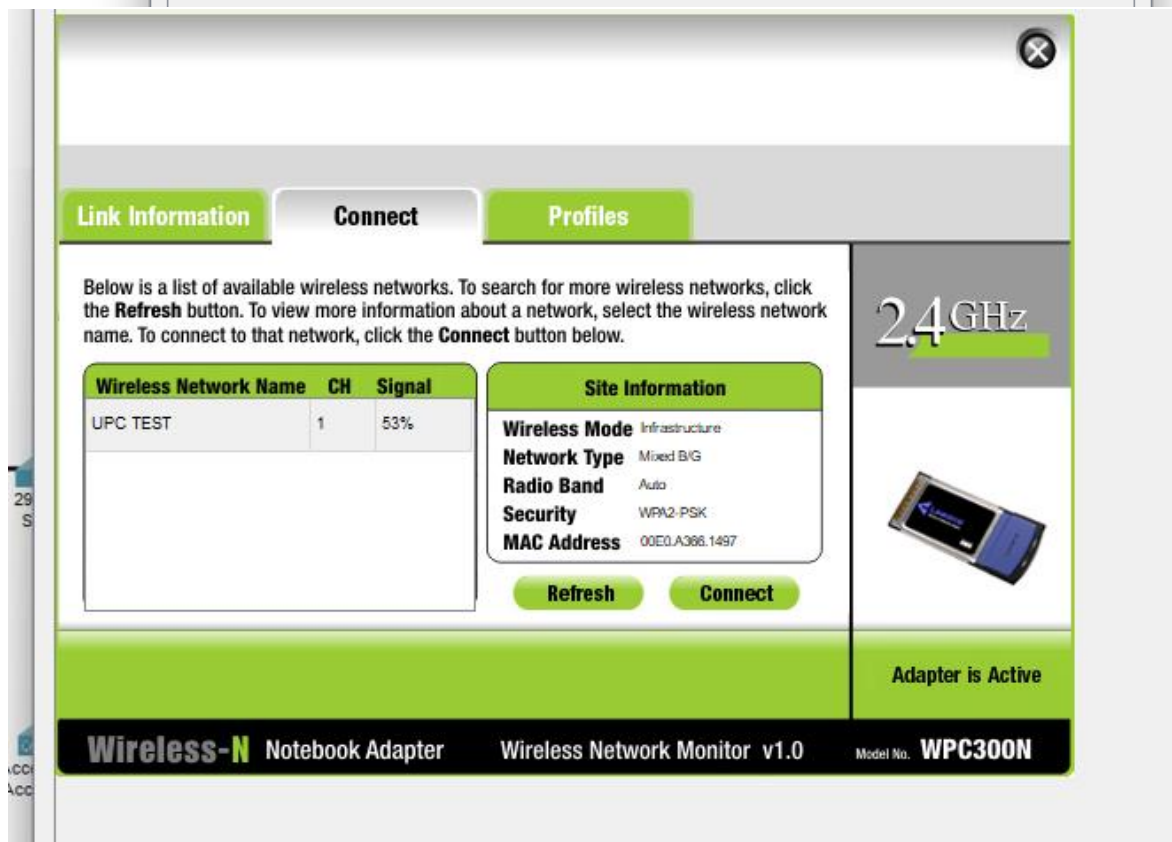 Link Information Connect Profiles
Below is a list of available wireless networks. To search for more wireless networks, click
the Refresh button. To view more information about a network, select the wireless network
name. To connect to that network, click the Connect button below.
2.4GHz
Wireless Network Name CH Signal
UPC TEST 1 53%
Site Information
Wireless Mode Infrastructure
Network Type Mixed B/G
Radio Band Auto
Security WPA2-PSK
MAC Address 00E0.A366.1497
Refresh Connect
29
S
Adapter is Active
Wireless-N Notebook Adapter Wireless Network Monitor v1.0 Model No. WPC300N